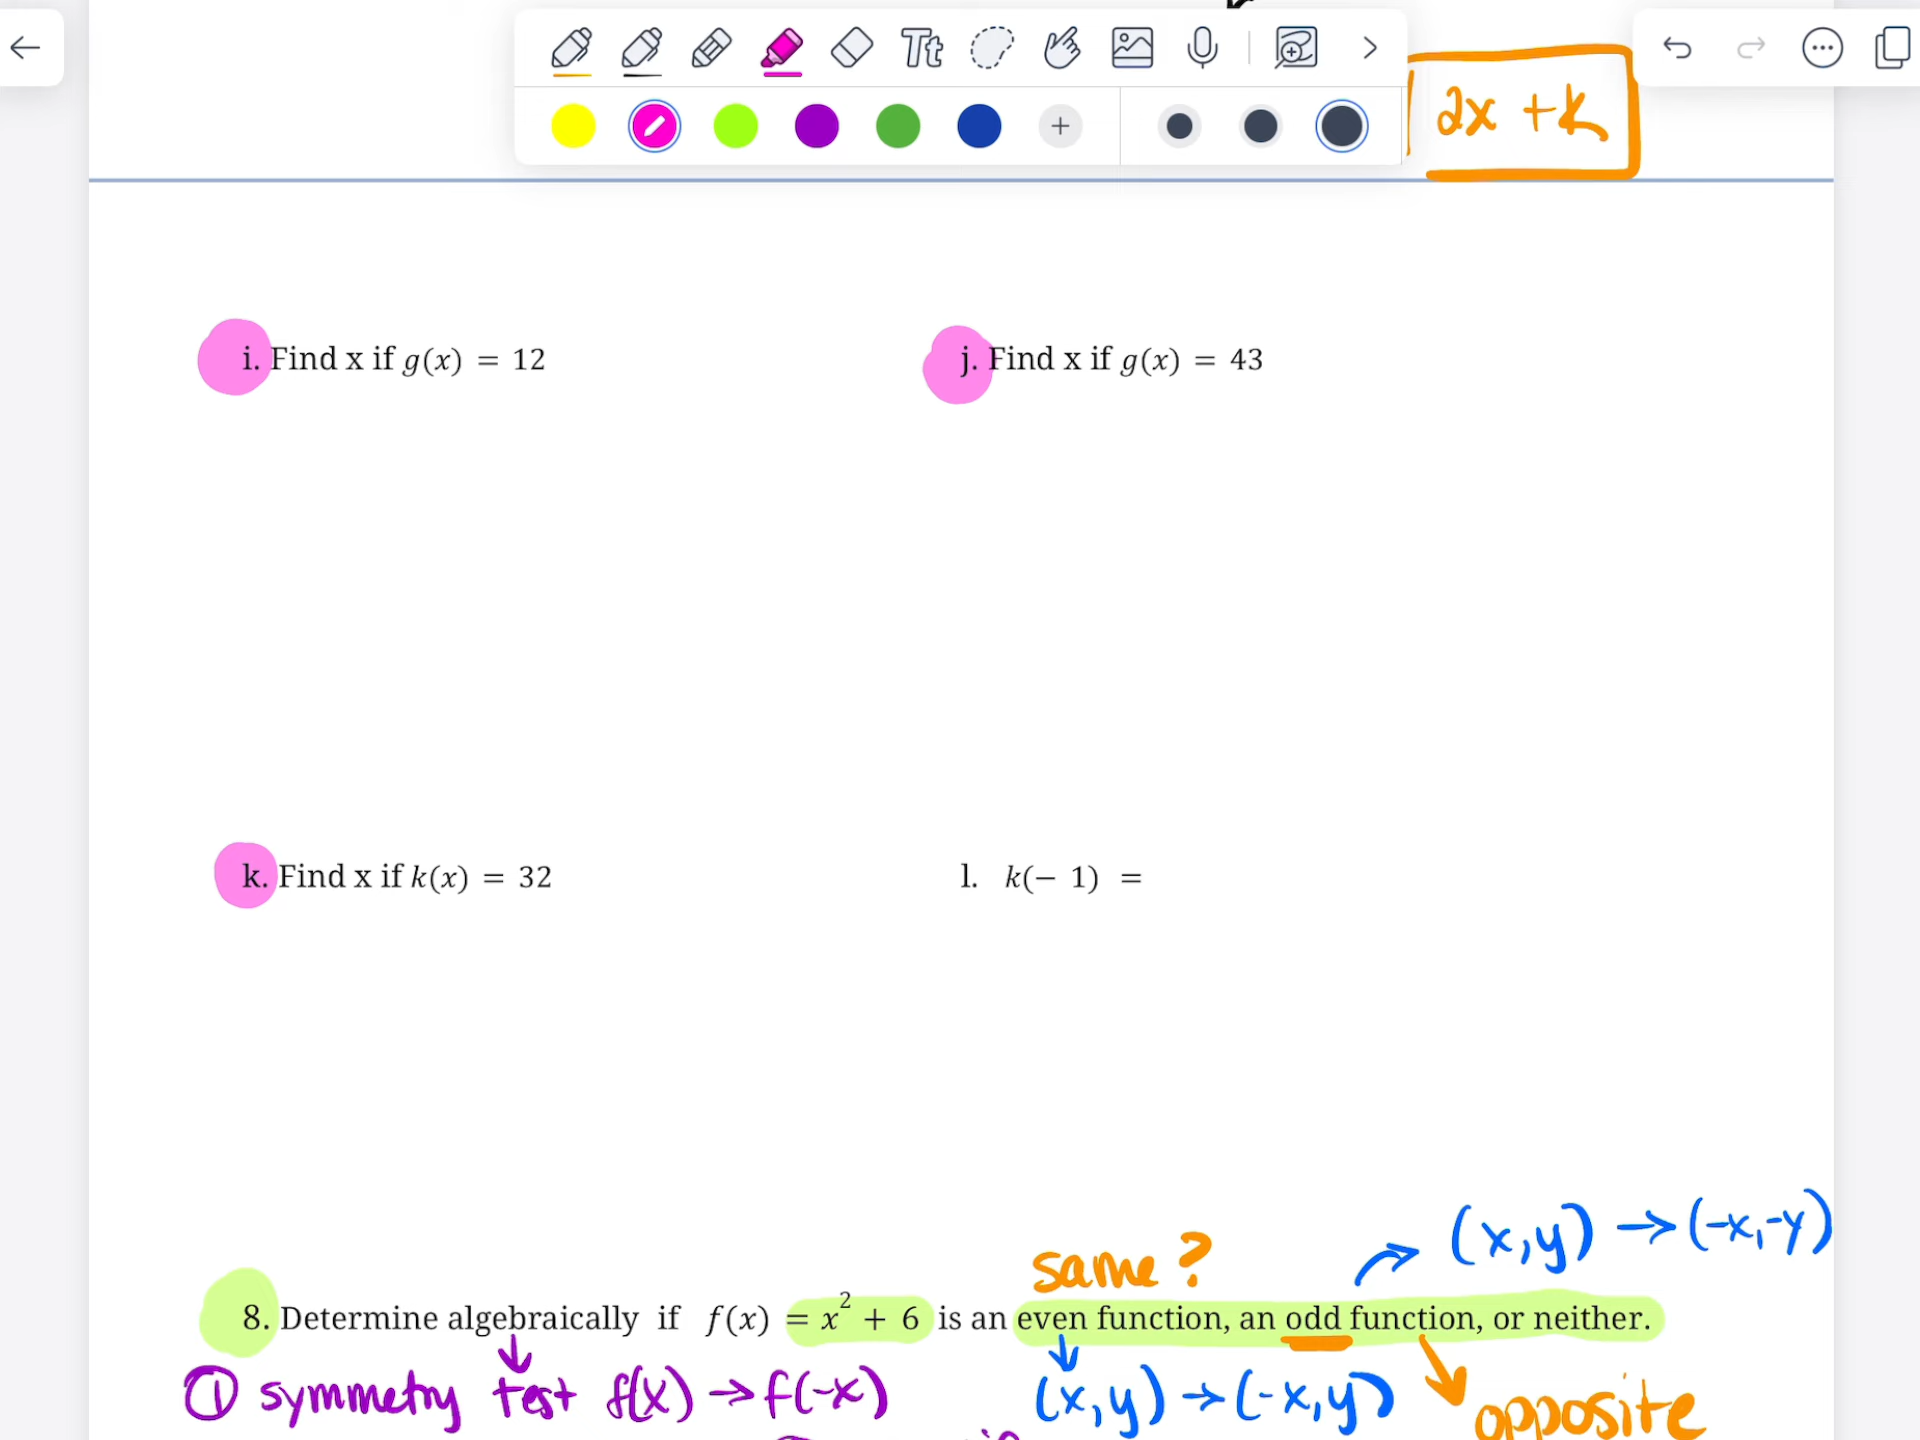 Tt
2x + k
i. Find x if g(x) = 12
j. Find x if g(x) = 43
k. Find x if k(x) = 32
l. k(− 1) =
(x,y) → (-x,-y)
same?
8. Determine algebraically if f(x) = x² + 6 is an even function, an odd function, or neither.
① symmetry test f(x) → f(-x)
(x,y) → (-x,y)
opposite